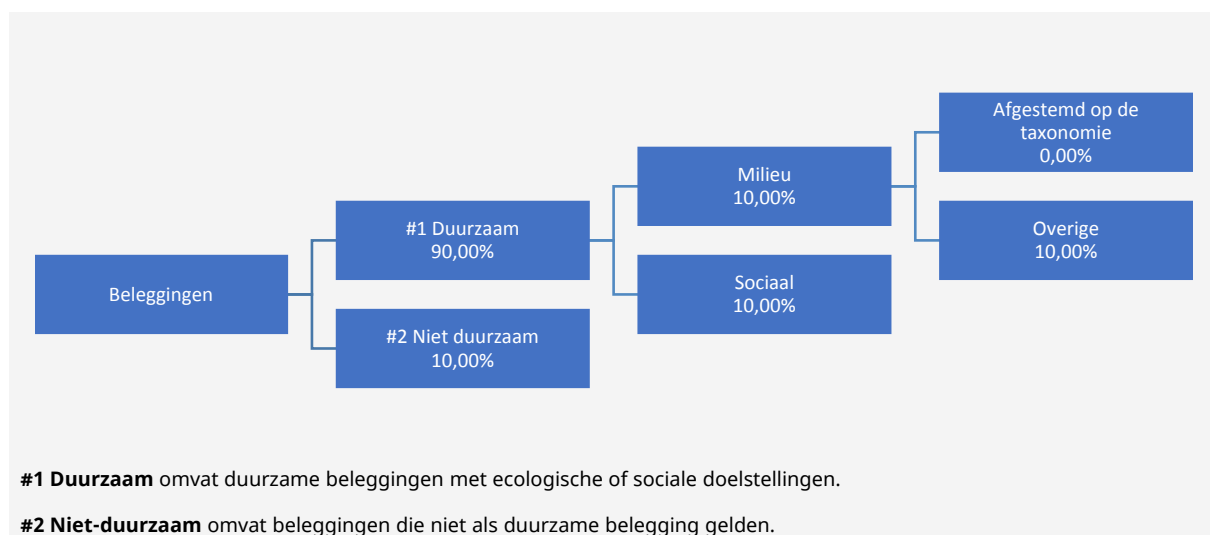 Beleggingen
#1 Duurzaam
90,00%
#2 Niet duurzaam
10,00%
Milieu
10,00%
Sociaal
10,00%
Afgestemd op de
taxonomie
0,00%
Overige
10,00%
#1 Duurzaam omvat duurzame beleggingen met ecologische of sociale doelstellingen.
#2 Niet-duurzaam omvat beleggingen die niet als duurzame belegging gelden.